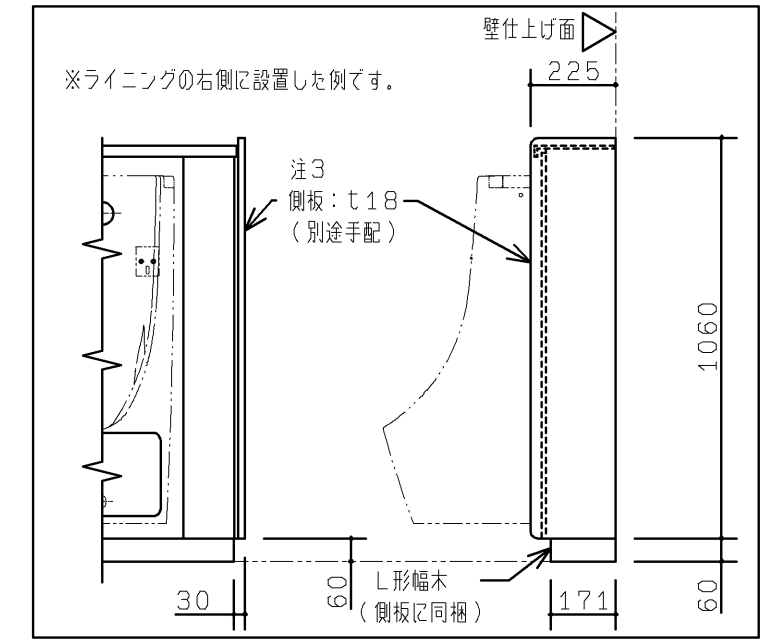 壁仕上げ面
※ライニングの右側に設置した例です。
225
注3
側板:t18
(別途手配)
1060
L形幅木
(側板に同梱)
30
60
171
60